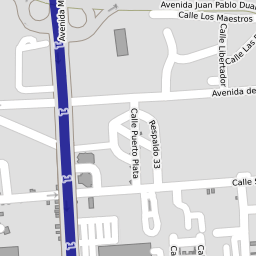 Avenida Juan Pablo Dua
Calle Los Maestros
Avenida M
Calle Libertador
Calle Las
Avenida de
Calle Puerto Plata
Respaldo 33
Calle S